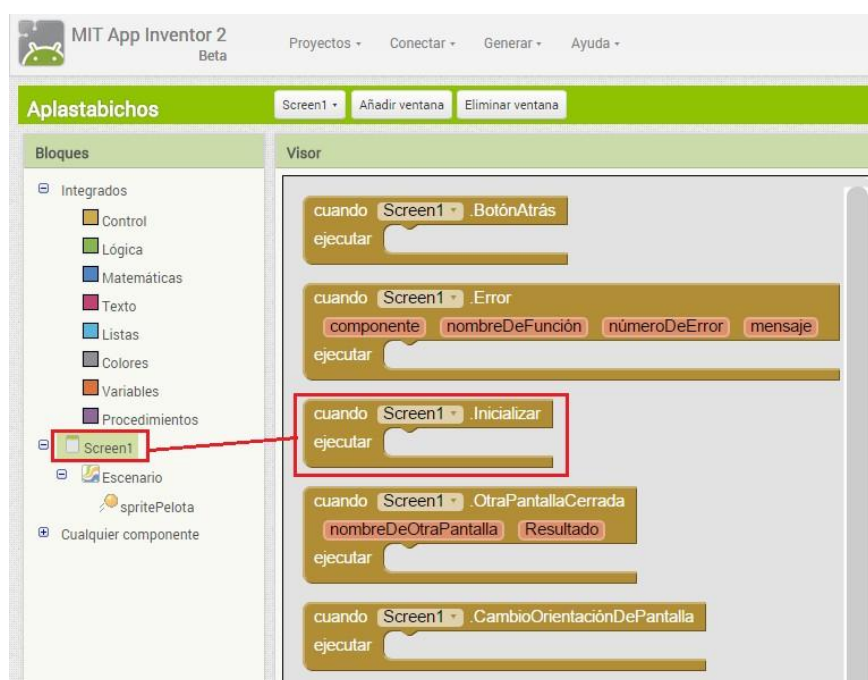 MIT App Inventor 2
Beta
Proyectos Conectar Generar Ayuda
Aplastabichos
Screen1 Añadir ventana Eliminar ventana
Bloques
Integrados
Control
Lógica
Matemáticas
Texto
Listas
Colores
Variables
Procedimientos
Screen1
Escenario
spritePelota
Cualquier componente
Visor
cuando Screen1 .BotónAtrás
ejecutar
cuando Screen1 .Error
componente nombreDeFunción númeroDeError mensaje
ejecutar
cuando Screen1 .Inicializar
ejecutar
cuando Screen1 .OtraPantallaCerrada
nombreDeOtraPantalla Resultado
ejecutar
cuando Screen1 .CambioOrientaciónDePantalla
ejecutar